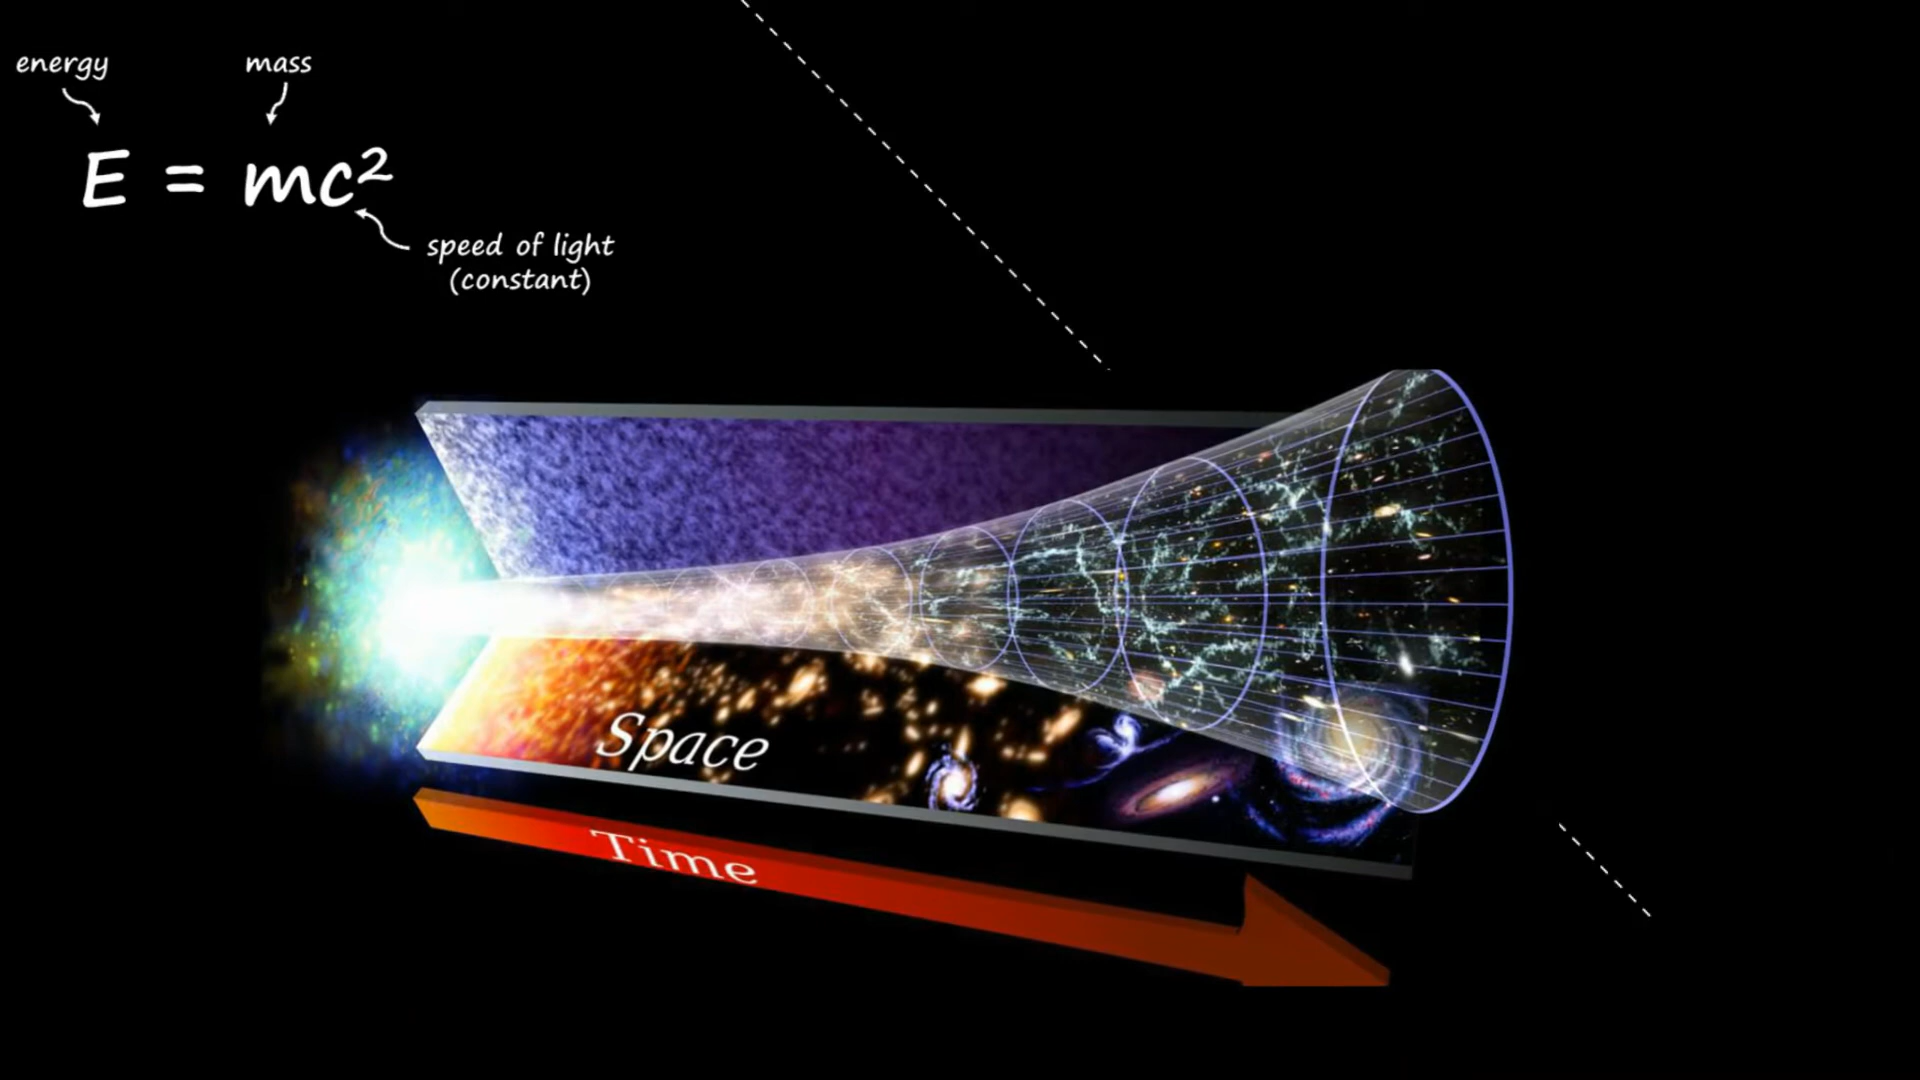 energy mass
E = mc²
speed of light
(constant)
Space
Time